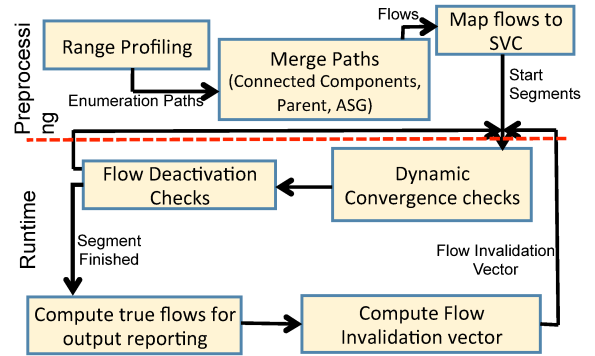 Preprocessi
ng
Range Profiling
Enumeration Paths
Merge Paths
(Connected Components,
Parent, ASG)
Flows
Map flows to
SVC
Start
Segments
Runtime
Dynamic
Convergence checks
Flow Deactivation
Checks
Segment
Finished
Compute true flows for
output reporting
Compute Flow
Invalidation vector
Flow Invalidation
Vector